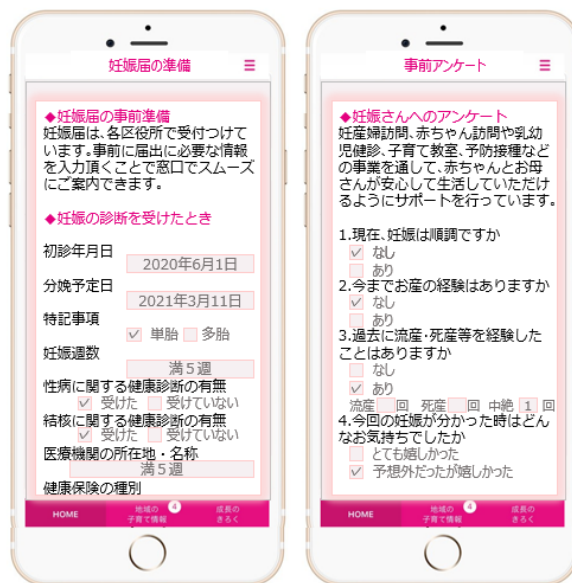 妊娠届の準備
◆妊娠届の事前準備
妊娠届は、各区役所で受付つけて
います。事前に届出に必要な情報
を入力頂くことで窓口でスムーズ
にご案内できます。
◆妊娠の診断を受けたとき
初診年月日
2020年6月1日
分娩予定日
2021年3月11日
特記事項
単胎 多胎
妊娠週数
満5週
性病に関する健康診断の有無
受けた 受けていない
結核に関する健康診断の有無
受けた 受けていない
医療機関の所在地・名称
満5週
健康保険の種別
HOME
地域の
子育て情報
4
成長の
きろく
事前アンケート
◆妊娠さんへのアンケート
妊産婦訪問、赤ちゃん訪問や乳幼
児健診、子育て教室、予防接種など
の事業を通して、赤ちゃんとお母
さんが安心して生活していただけ
るようにサポートを行っています。
1.現在、妊娠は順調ですか
なし
あり
2.今までお産の経験はありますか
なし
あり
3.過去に流産・死産等を経験した
ことはありますか
なし
あり
流産 回 死産 回 中絶 1 回
4.今回の妊娠が分かった時はどん
なお気持ちでしたか
とても嬉しかった
予想外だったが嬉しかった
HOME
地域の
子育て情報
4
成長の
きろく